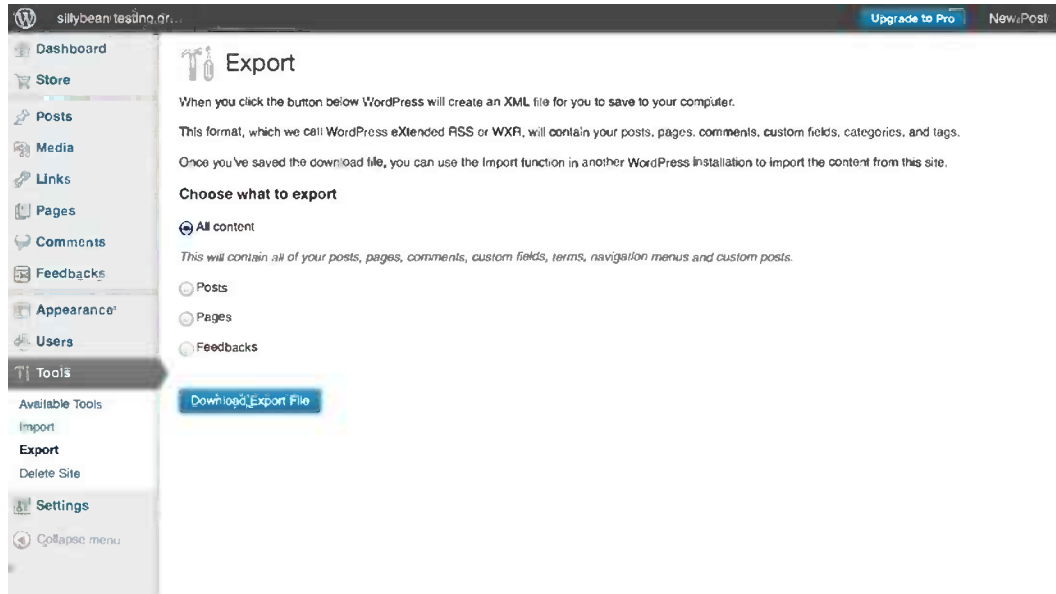 sillybean testing gr...
Upgrade to Pro
New Post
Dashboard
Store
Posts
Media
Links
Pages
Comments
Feedbacks
Appearance
Users
Tools
Available Tools
Import
Export
Delete Site
Settings
Collapse menu
Export
When you click the button below WordPress will create an XML file for you to save to your computer.
This format, which we call WordPress eXtended RSS or WXR, will contain your posts, pages, comments, custom fields, categories, and tags.
Once you've saved the download file, you can use the Import function in another WordPress installation to import the content from this site.
Choose what to export
All content
This will contain all of your posts, pages, comments, custom fields, terms, navigation menus and custom posts.
Posts
Pages
Feedbacks
Download Export File